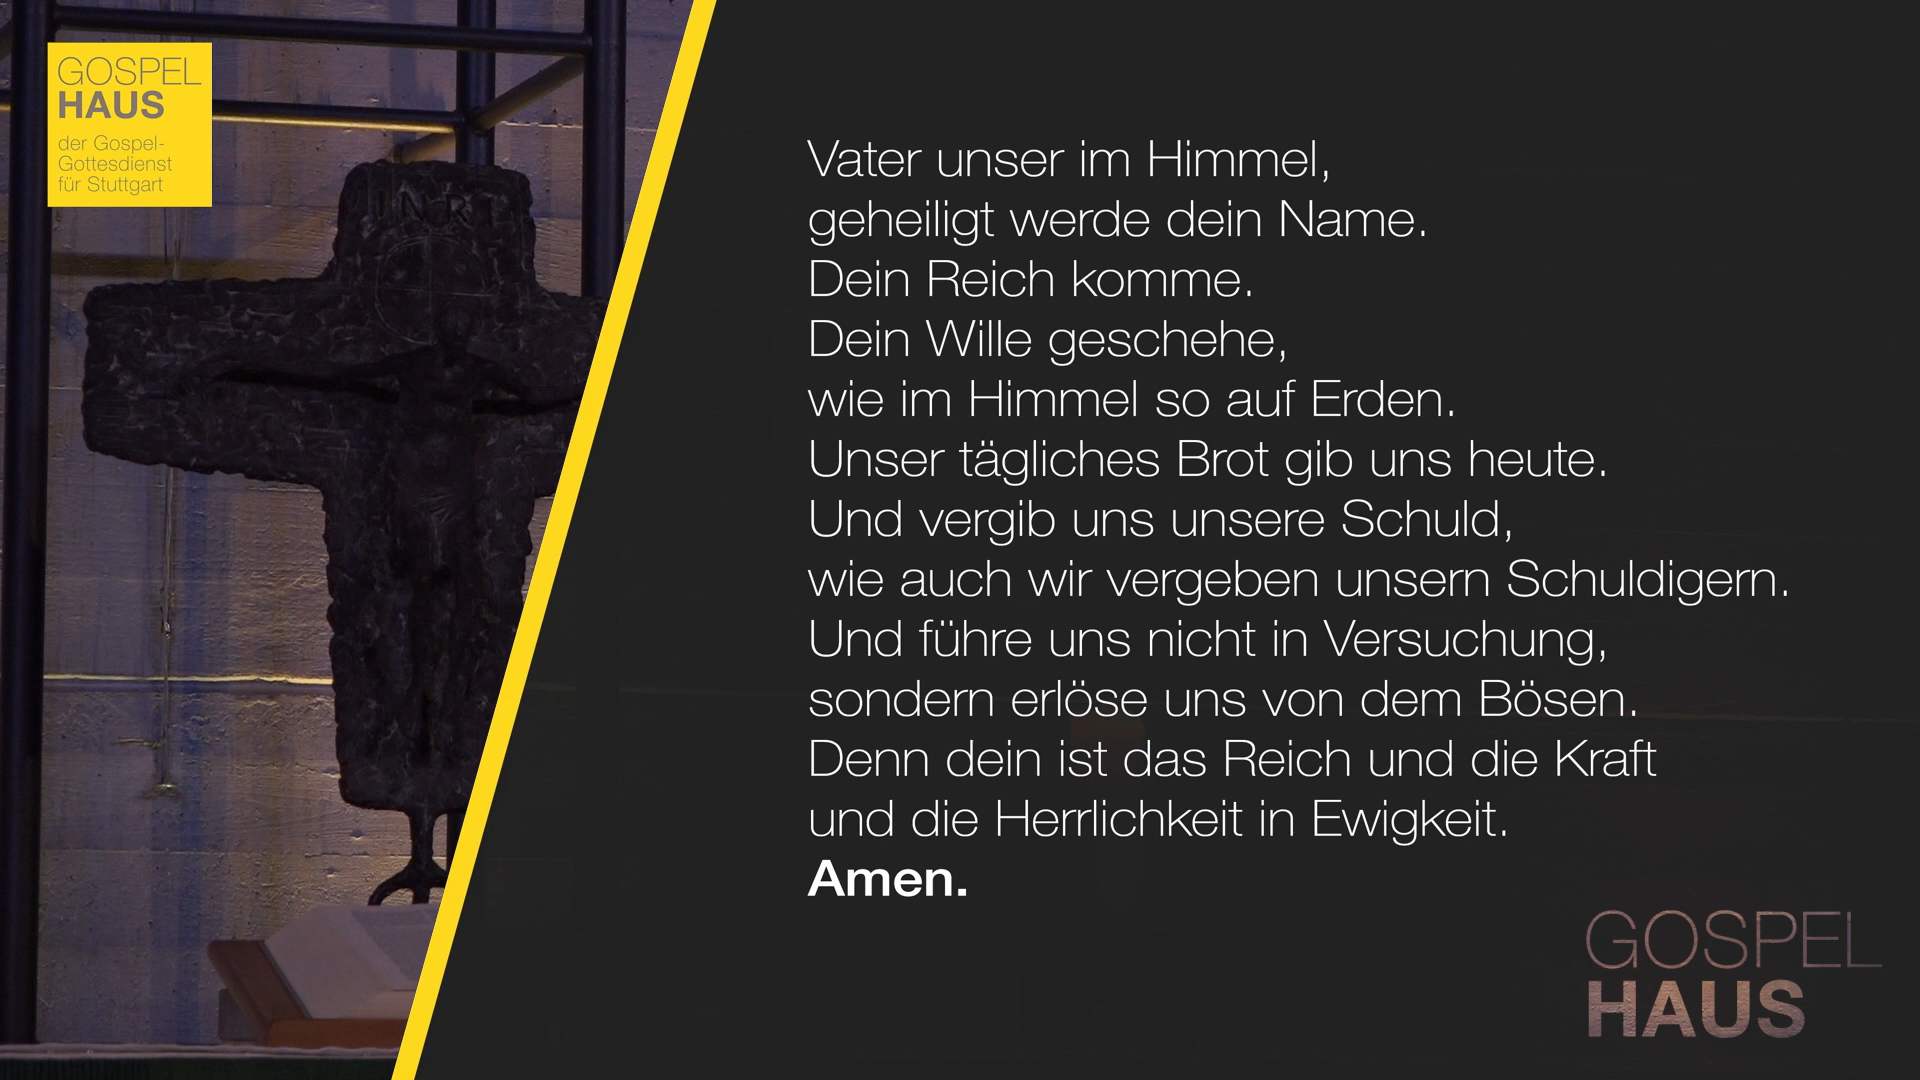 GOSPEL
HAUS
der Gospel-
Gottesdienst
für Stuttgart
Vater unser im Himmel,
geheiligt werde dein Name.
Dein Reich komme.
Dein Wille geschehe,
wie im Himmel so auf Erden.
Unser tägliches Brot gib uns heute.
Und vergib uns unsere Schuld,
wie auch wir vergeben unsern Schuldigern.
Und führe uns nicht in Versuchung,
sondern erlöse uns von dem Bösen.
Denn dein ist das Reich und die Kraft
und die Herrlichkeit in Ewigkeit.
Amen.
GOSPEL
HAUS